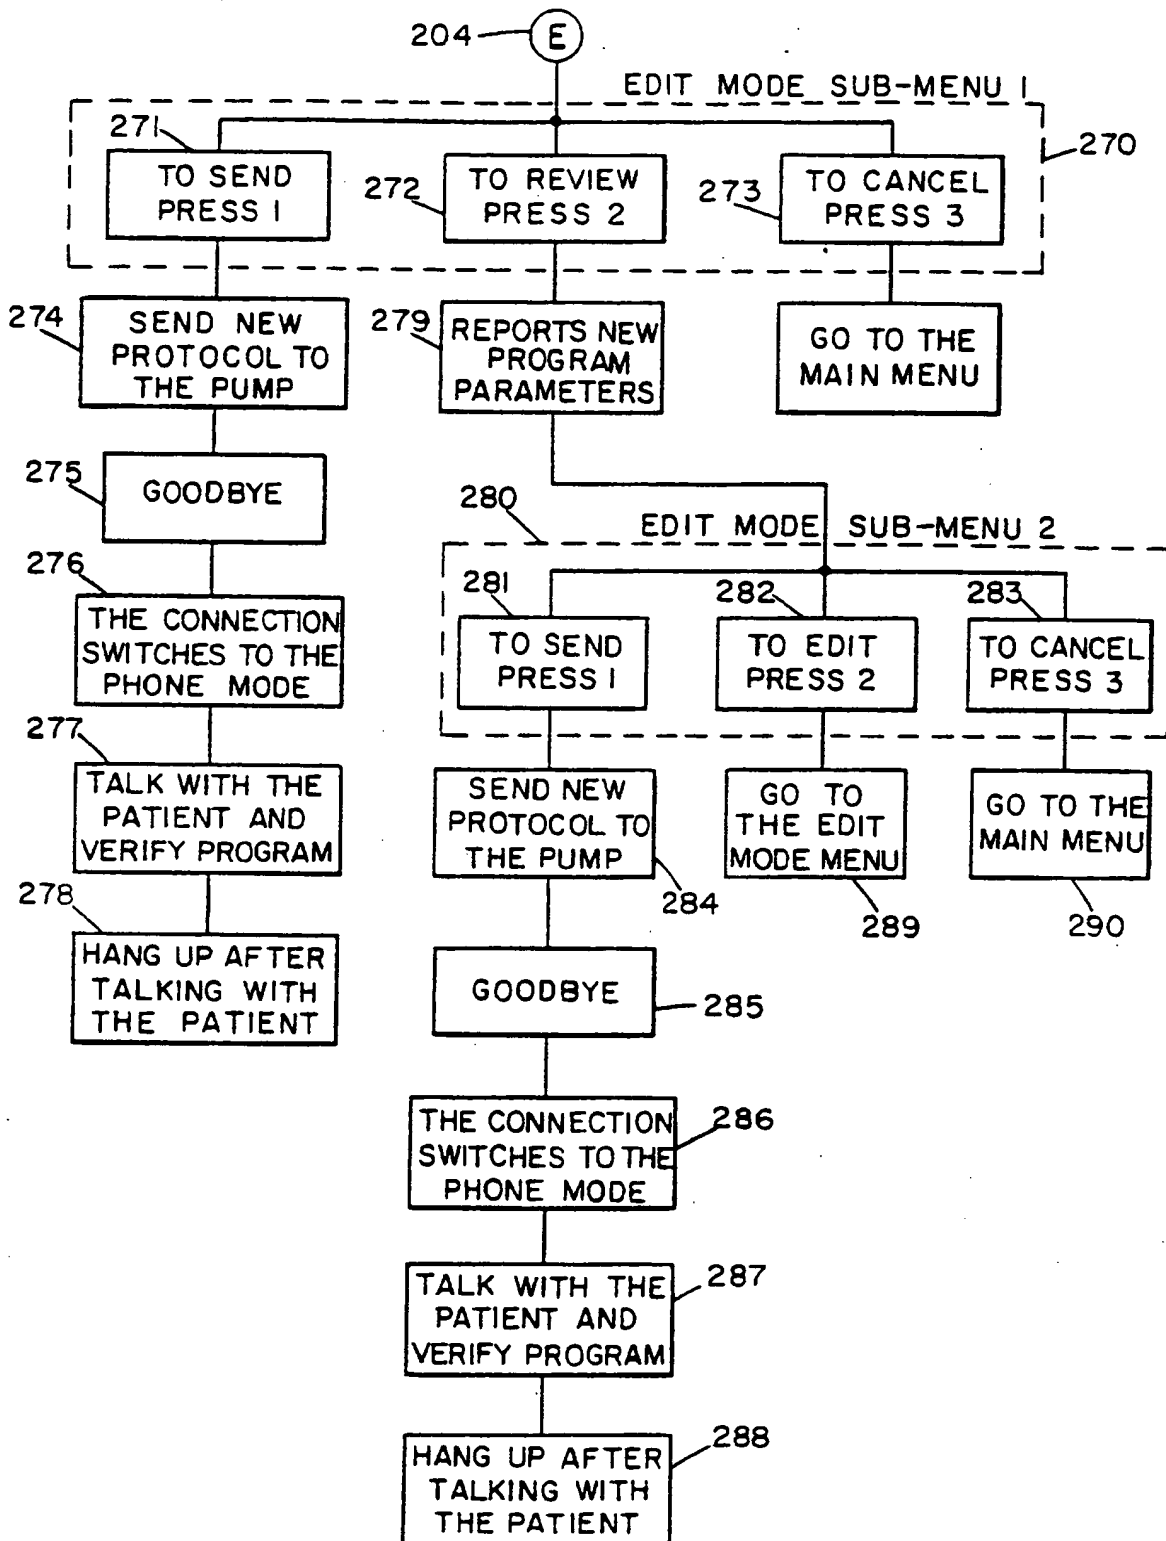 204
E
EDIT MODE SUB-MENU 1
270
271
TO SEND
PRESS 1
272
TO REVIEW
PRESS 2
273
TO CANCEL
PRESS 3
274
SEND NEW
PROTOCOL TO
THE PUMP
279
REPORTS NEW
PROGRAM
PARAMETERS
GO TO THE
MAIN MENU
275
GOODBYE
280
EDIT MODE SUB-MENU 2
276
THE CONNECTION
SWITCHES TO THE
PHONE MODE
281
TO SEND
PRESS 1
282
TO EDIT
PRESS 2
283
TO CANCEL
PRESS 3
277
TALK WITH THE
PATIENT AND
VERIFY PROGRAM
SEND NEW
PROTOCOL TO
THE PUMP
284
GO TO
THE EDIT
MODE MENU
289
GO TO THE
MAIN MENU
290
278
HANG UP AFTER
TALKING WITH
THE PATIENT
GOODBYE
285
THE CONNECTION
SWITCHES TO THE
PHONE MODE
286
TALK WITH THE
PATIENT AND
VERIFY PROGRAM
287
HANG UP AFTER
TALKING WITH
THE PATIENT
288